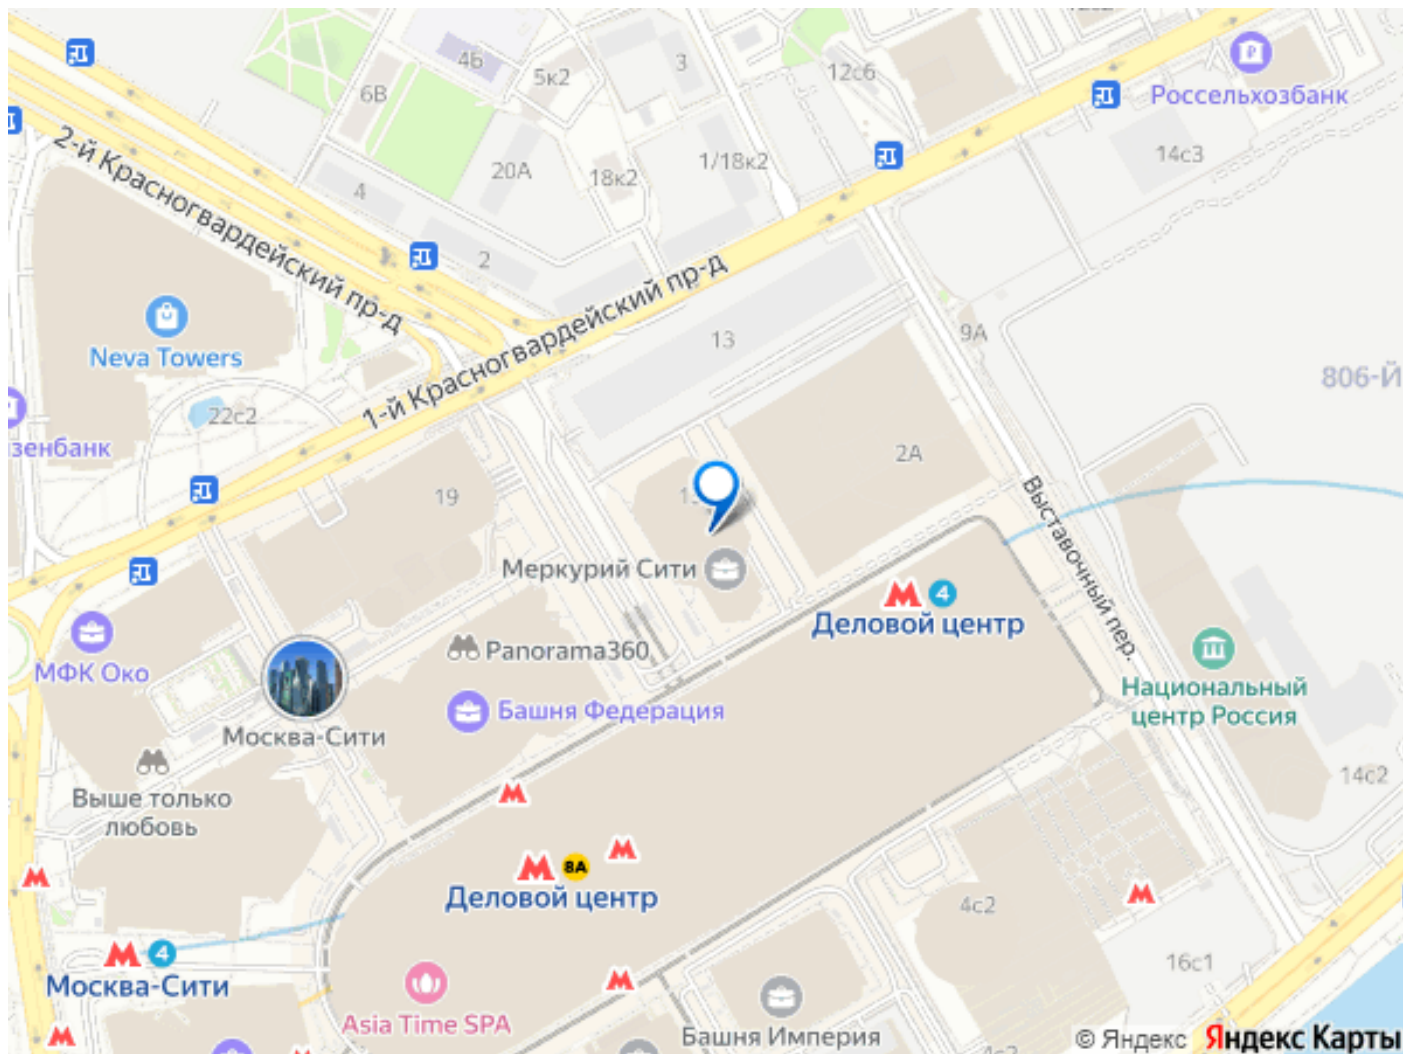 12с2
4Б
5к2
3
12с6
6В
Россельхозбанк
14с3
2-й Красногвардейский пр-д
20А
1/18к2
18к2
4
2
1-й Красногвардейский пр-д
13
9А
Neva Towers
806-Й
22с2
зенбанк
2А
19
Выставочный пер.
Меркурий Сити
4
Деловой центр
МФК Око
Panorama360
Башня Федерация
Москва-Сити
Национальный
центр Россия
Выше только
любовь
14с2
8А
Деловой центр
4с2
4
Москва-Сити
16с1
Asia Time SPA
Башня Империя
4с2
© Яндекс Яндекс Карты